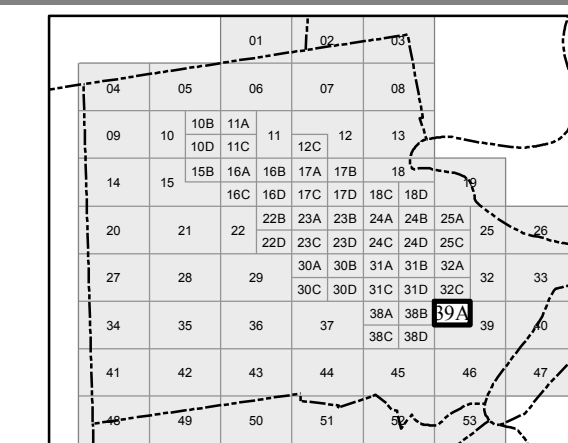 01 02 03
04 05 06 07 08
10B 11A
09 10 11 12 13
10D 11C 12C
15B 16A 16B 17A 17B 18
14 15 19
16C 16D 17C 17D 18C 18D
22B 23A 23B 24A 24B 25A
20 21 22 25 26
22D 23C 23D 24C 24D 25C
30A 30B 31A 31B 32A
27 28 29 32 33
30C 30D 31C 31D 32C
38A 38B 39A
34 35 36 37 39 40
38C 38D
41 42 43 44 45 46 47
48 49 50 51 52 53